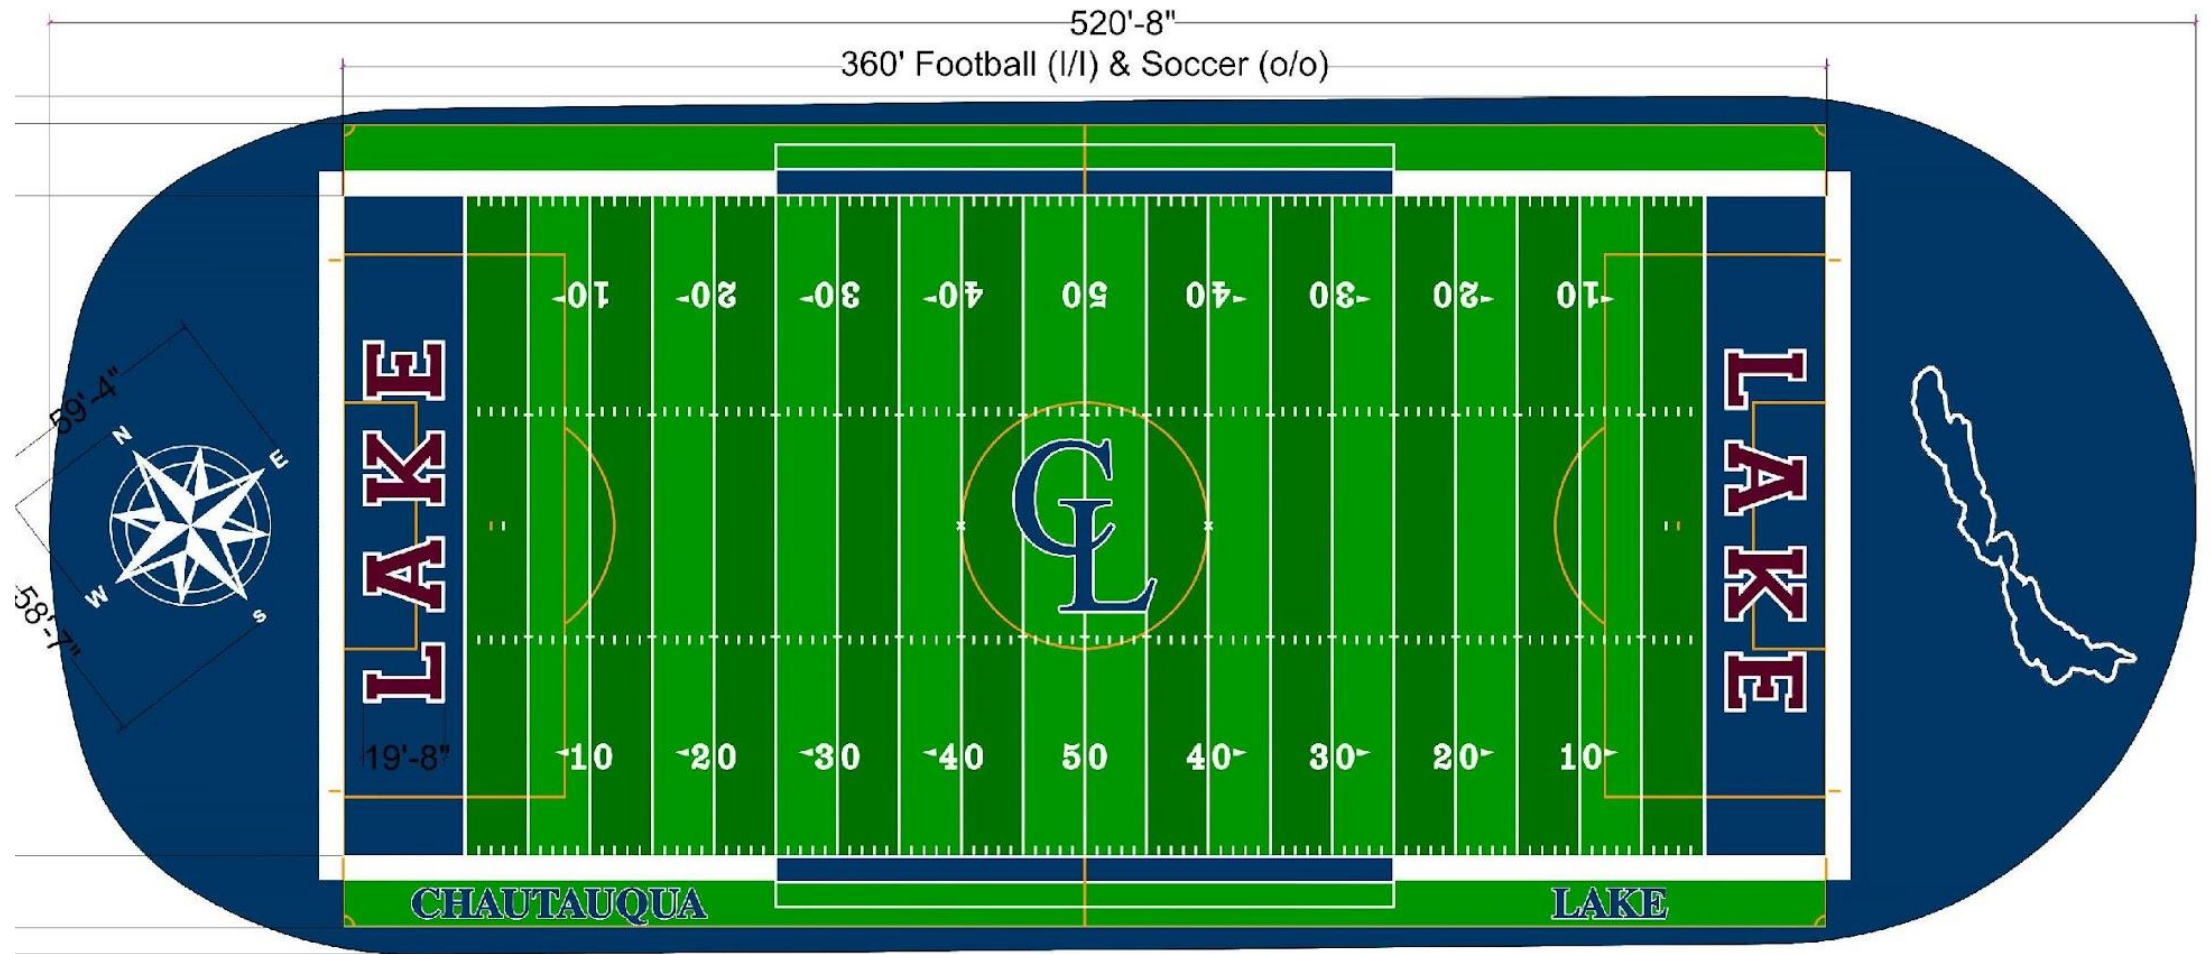 520'-8"
360' Football (I/I) & Soccer (o/o)
10 20 30 40 50 40 30 20 10
59'-4"
N
E
W
S
58'-7"
LAKE
CL
LAKE
19'-8"
10 20 30 40 50 40 30 20 10
CHAUTAUQUA LAKE